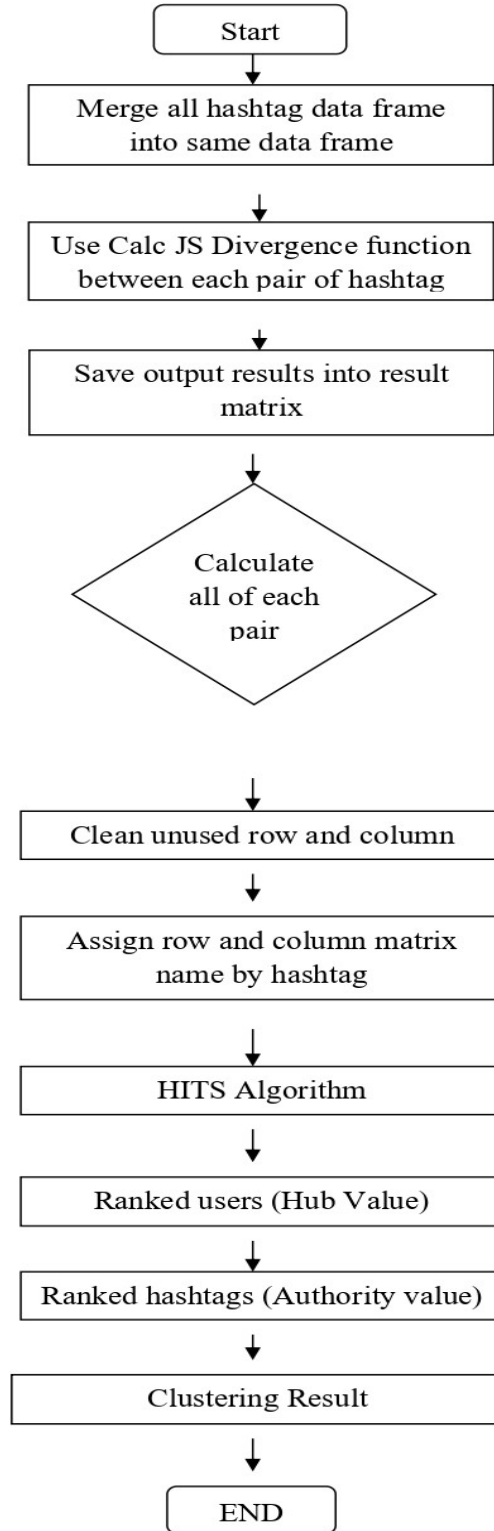 Start
Merge all hashtag data frame
into same data frame
Use Calc JS Divergence function
between each pair of hashtag
Save output results into result
matrix
Calculate
all of each
pair
Clean unused row and column
Assign row and column matrix
name by hashtag
HITS Algorithm
Ranked users (Hub Value)
Ranked hashtags (Authority value)
Clustering Result
END